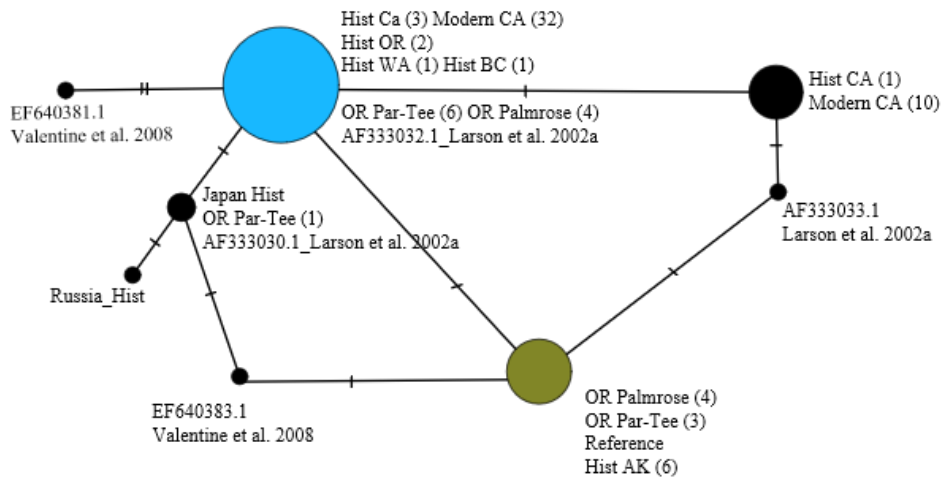 Hist Ca (3) Modern CA (32)
Hist OR (2)
Hist WA (1) Hist BC (1)
OR Par-Tee (6) OR Palmrose (4)
AF333032.1_Larson et al. 2002a
Hist CA (1)
Modern CA (10)
EF640381.1
Valentine et al. 2008
Japan Hist
OR Par-Tee (1)
AF333030.1_Larson et al. 2002a
AF333033.1
Larson et al. 2002a
Russia_Hist
EF640383.1
Valentine et al. 2008
OR Palmrose (4)
OR Par-Tee (3)
Reference
Hist AK (6)